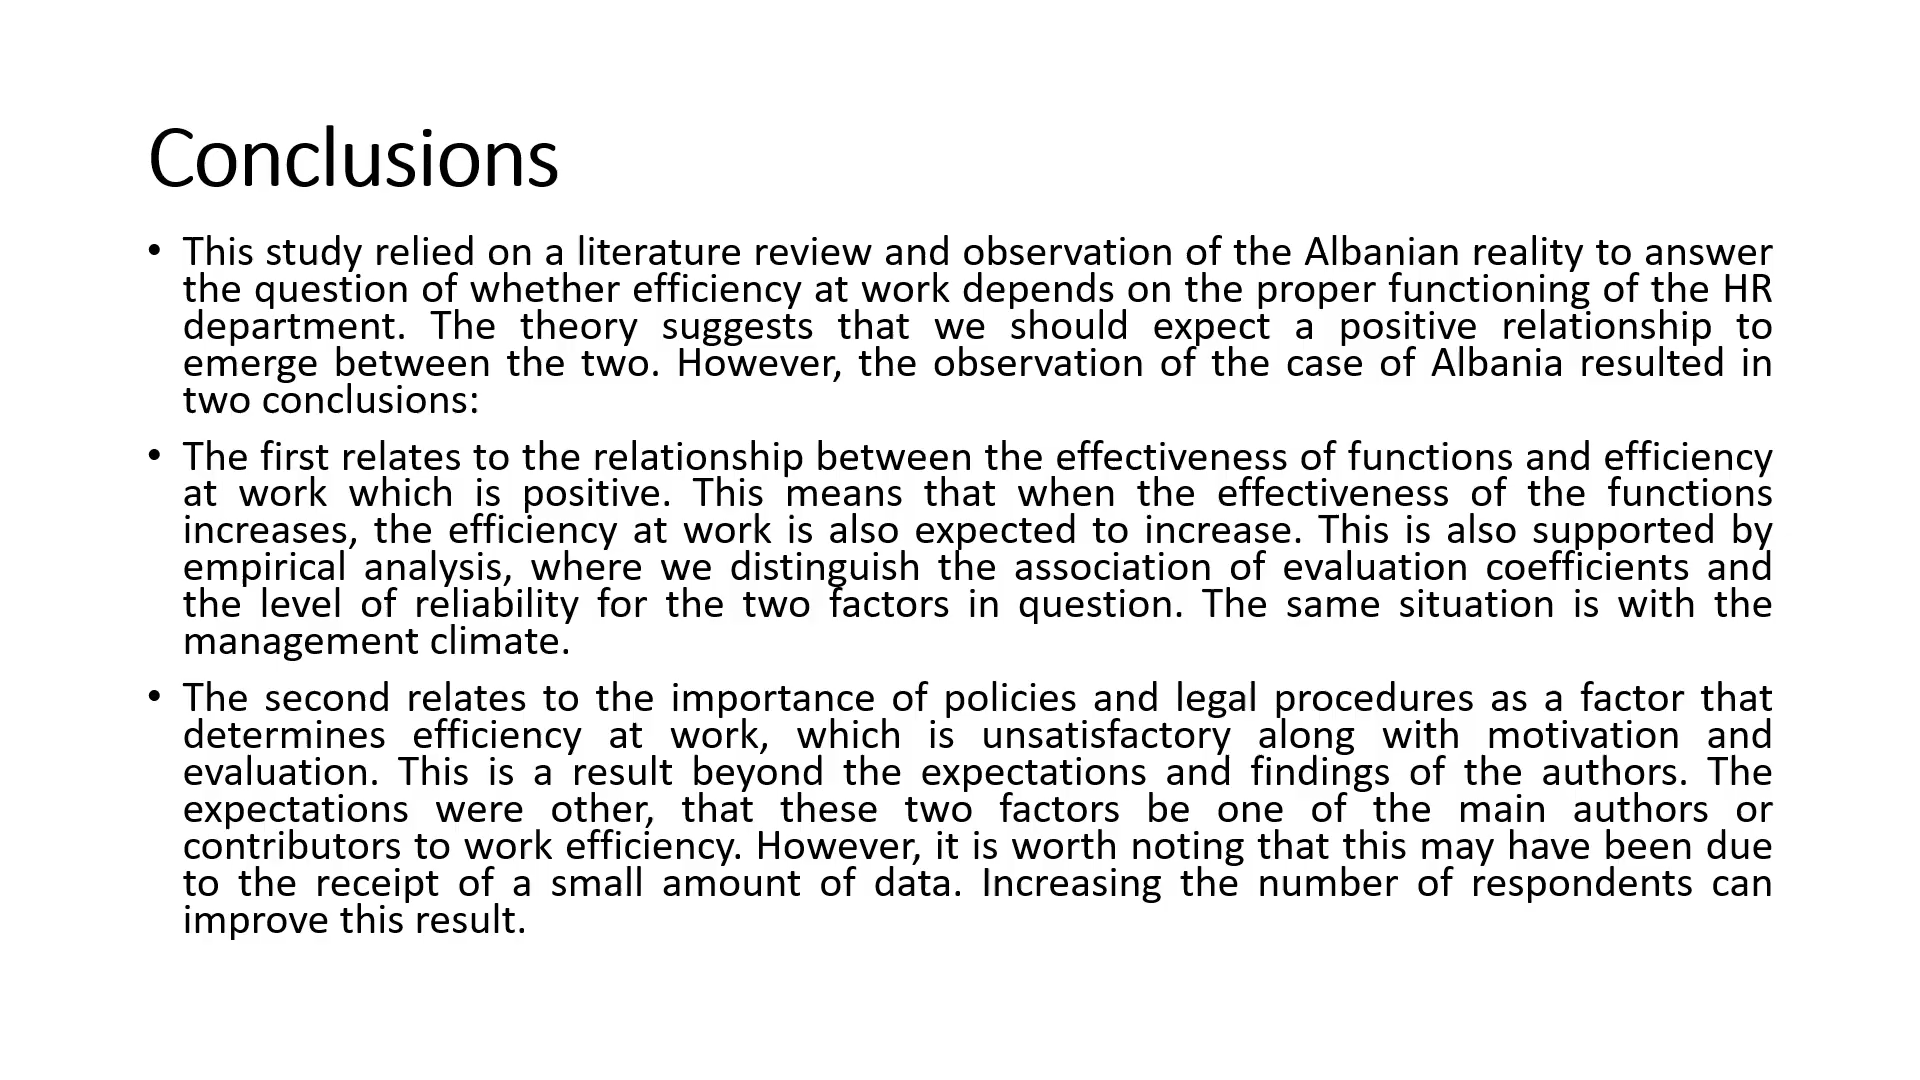 Conclusions
• This study relied on a literature review and observation of the Albanian reality to answer
the question of whether efficiency at work depends on the proper functioning of the HR
department. The theory suggests that we should expect a positive relationship to
emerge between the two. However, the observation of the case of Albania resulted in
two conclusions:
• The first relates to the relationship between the effectiveness of functions and efficiency
at work which is positive. This means that when the effectiveness of the functions
increases, the efficiency at work is also expected to increase. This is also supported by
empirical analysis, where we distinguish the association of evaluation coefficients and
the level of reliability for the two factors in question. The same situation is with the
management climate.
• The second relates to the importance of policies and legal procedures as a factor that
determines efficiency at work, which is unsatisfactory along with motivation and
evaluation. This is a result beyond the expectations and findings of the authors. The
expectations were other, that these two factors be one of the main authors or
contributors to work efficiency. However, it is worth noting that this may have been due
to the receipt of a small amount of data. Increasing the number of respondents can
improve this result.